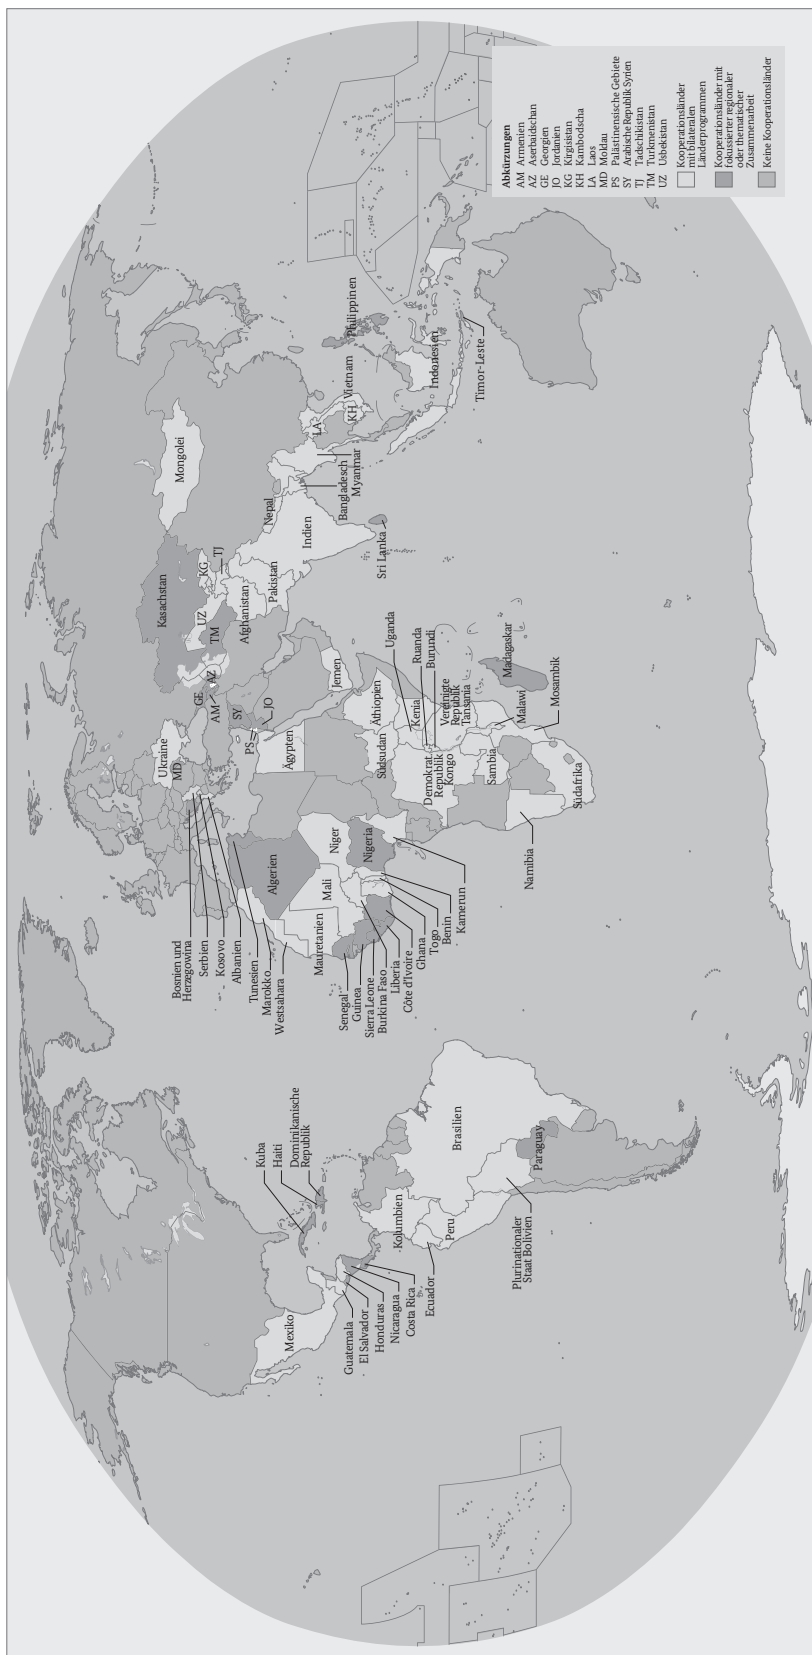 Mexiko
Guatemala
El Salvador
Honduras
Nicaragua
Costa Rica
Ecuador
Kuba
Haiti
Dominikanische
Republik
Kolumbien
Peru
Brasilien
Plurinationaler
Staat Bolivien
Paraguay
Bosnien und
Herzegowina
Serbien
Kosovo
Albanien
Tunesien
Marokko
Westsahara
Mauretanien
Senegal
Guinea
Sierra Leone
Burkina Faso
Liberia
Côte d'Ivoire
Ghana
Togo
Benin
Kamerun
Algerien
Mali
Niger
Nigeria
Ukraine
MD
GE
AM
AZ
SY
PS
JO
Ägypten
Jemen
Südsudan
Äthiopien
Uganda
Kenia
Ruanda
Burundi
Demokrat.
Republik
Kongo
Vereinigte
Republik
Tansania
Sambia
Malawi
Mosambik
Madagaskar
Namibia
Südafrika
Kasachstan
UZ
TM
KG
TJ
Afghanistan
Pakistan
Mongolei
Nepal
Indien
Sri Lanka
Bangladesch
Myanmar
LA
KH
Vietnam
Philippinen
Indonesien
Timor-Leste
Abkürzungen
AM Armenien
AZ Aserbaidschan
GE Georgien
JO Jordanien
KG Kirgisistan
KH Kambodscha
LA Laos
MD Moldau
PS Palästinensische Gebiete
SY Arabische Republik Syrien
TJ Tadschikistan
TM Turkmenistan
UZ Usbekistan
Kooperationsländer
mit bilateralen
Länderprogrammen
Kooperationsländer mit
fokussierter regionaler
oder thematischer
Zusammenarbeit
Keine Kooperationsländer